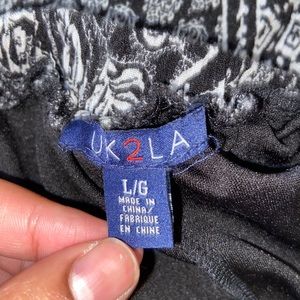 UK2LA
L/G
MADE IN
CHINA/
FABRIQUE
EN CHINE